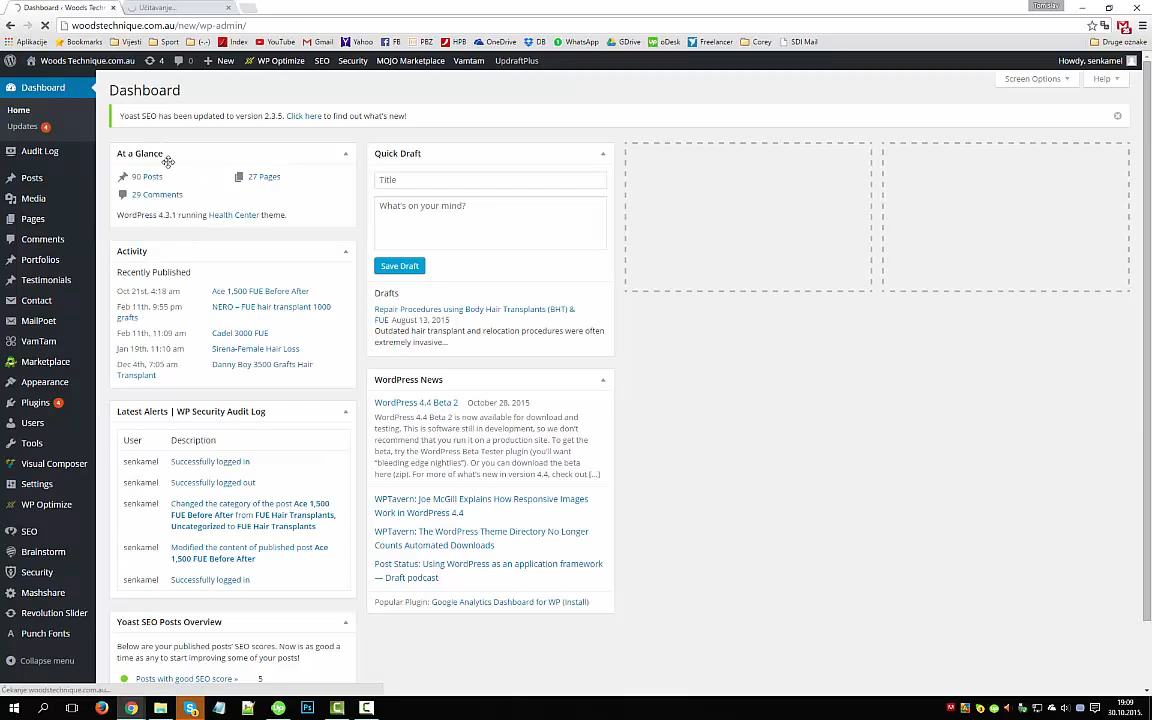 Dashboard ‹ Woods Techniqu
Učitavanje...
Tomislav
woodstechnique.com.au/new/wp-admin/
Aplikacije
Bookmarks
Vijesti
Sport
(-,-)
Index
YouTube
Gmail
Yahoo
FB
PBZ
HPB
OneDrive
DB
WhatsApp
GDrive
oDesk
Freelancer
Corey
SDI Mail
Druge oznake
Woods Technique.com.au
4
0
New
WP Optimize
SEO
Security
MOJO Marketplace
Vamtam
UpdraftPlus
Howdy, senkamel
Dashboard
Home
Updates 4
Audit Log
Posts
Media
Pages
Comments
Portfolios
Testimonials
Contact
MailPoet
VamTam
Marketplace
Appearance
Plugins 4
Users
Tools
Visual Composer
Settings
WP Optimize
SEO
Brainstorm
Security
Mashshare
Revolution Slider
Punch Fonts
Collapse menu
Screen Options
Help
Dashboard
Yoast SEO has been updated to version 2.3.5. Click here to find out what's new!
At a Glance
90 Posts
27 Pages
29 Comments
WordPress 4.3.1 running Health Center theme.
Activity
Recently Published
Oct 21st, 4:18 am Ace 1,500 FUE Before After
Feb 11th, 9:55 pm NERO – FUE hair transplant 1000
grafts
Feb 11th, 11:09 am Cadel 3000 FUE
Jan 19th, 11:10 am Sirena-Female Hair Loss
Dec 4th, 7:05 am Danny Boy 3500 Grafts Hair
Transplant
Latest Alerts | WP Security Audit Log
User Description
senkamel Successfully logged in
senkamel Successfully logged out
senkamel Changed the category of the post Ace 1,500
FUE Before After from FUE Hair Transplants,
Uncategorized to FUE Hair Transplants
senkamel Modified the content of published post Ace
1,500 FUE Before After
senkamel Successfully logged in
Yoast SEO Posts Overview
Below are your published posts' SEO scores. Now is as good a
time as any to start improving some of your posts!
Posts with good SEO score » 5
Quick Draft
Title
What's on your mind?
Save Draft
Drafts
Repair Procedures using Body Hair Transplants (BHT) &
FUE August 13, 2015
Outdated hair transplant and relocation procedures were often
extremely invasive…
WordPress News
WordPress 4.4 Beta 2 October 28, 2015
WordPress 4.4 Beta 2 is now available for download and
testing. This is software still in development, so we don't
recommend that you run it on a production site. To get the
beta, try the WordPress Beta Tester plugin (you'll want
"bleeding edge nightlies"). Or you can download the beta
here (zip). For more of what's new in version 4.4, check out […]
WPTavern: Joe McGill Explains How Responsive Images
Work in WordPress 4.4
WPTavern: The WordPress Theme Directory No Longer
Counts Automated Downloads
Post Status: Using WordPress as an application framework
— Draft podcast
Popular Plugin: Google Analytics Dashboard for WP (Install)
Čekanje woodstechnique.com.au...
19:09
30.10.2015.